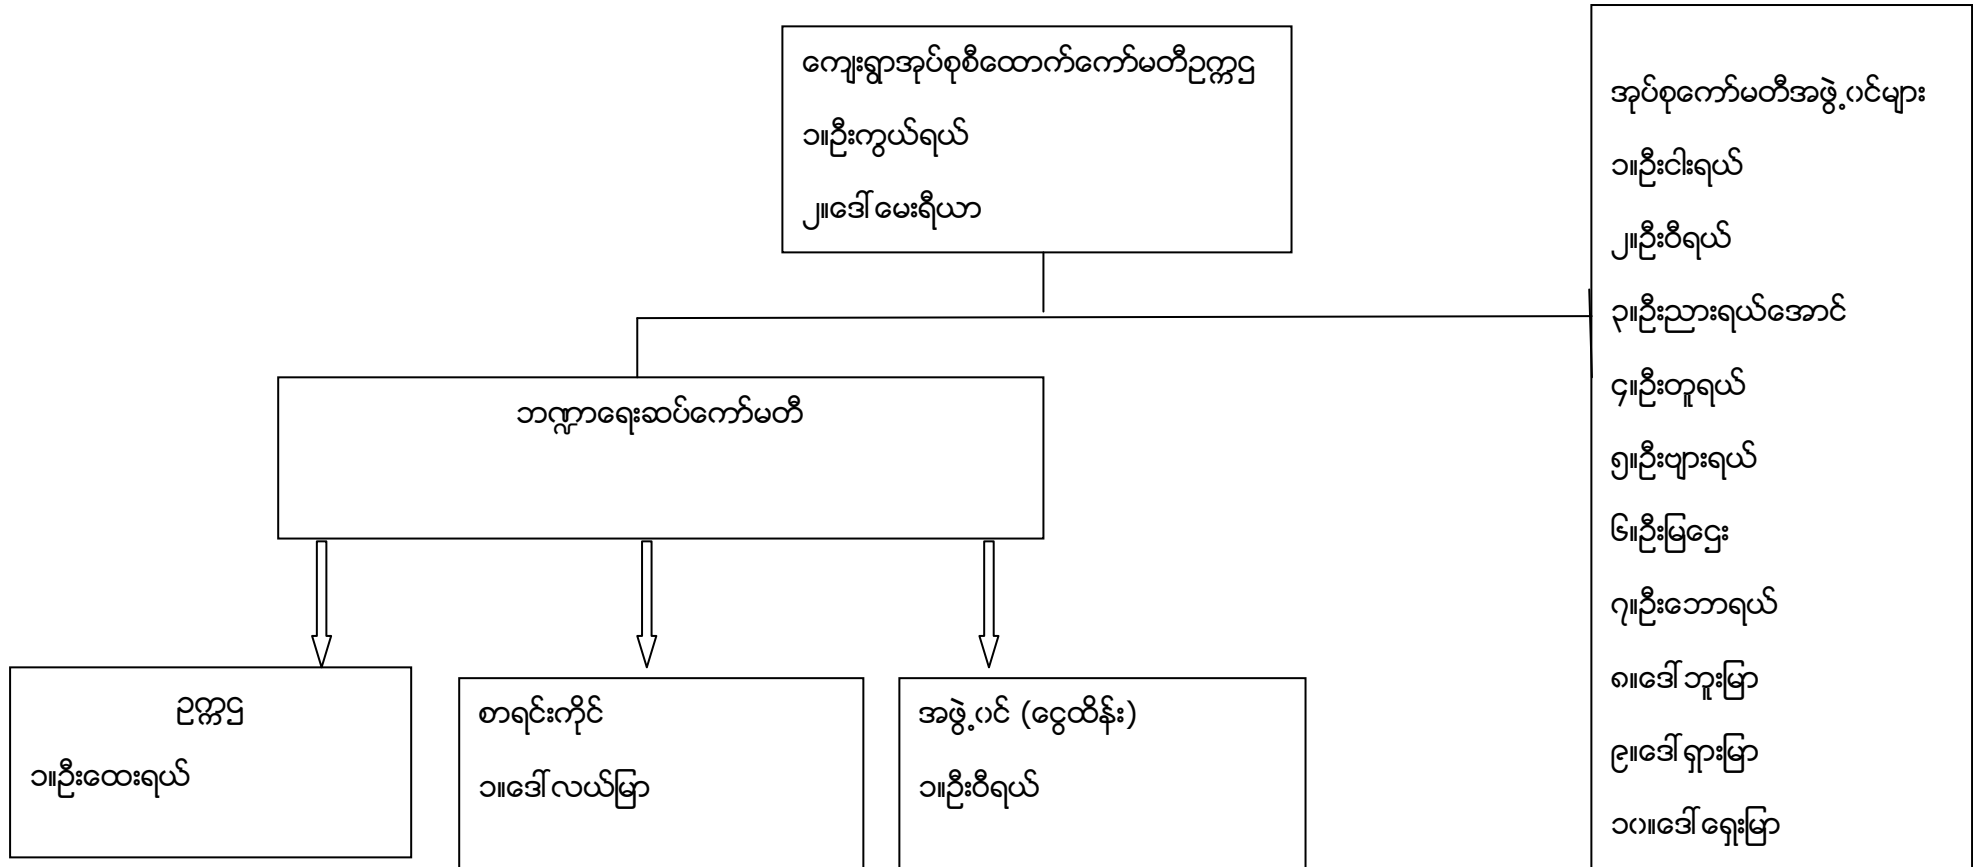 ကျေးရွာအုပ်စုစီထောက်ကော်မတီဥက္ကဌ
၁။ဦးကွယ်ရယ်
၂။ဒေါ်မေးရီယာ
အုပ်စုကော်မတီအဖွဲ့ဝင်များ
၁။ဦးငါးရယ်
၂။ဦးဝီရယ်
၃။ဦးညားရယ်အောင်
၄။ဦးတူရယ်
၅။ဦးဗျားရယ်
၆။ဦးမြဌေး
၇။ဦးဘောရယ်
၈။ဒေါ်ဘူးမြာ
၉။ဒေါ်ရှားမြာ
၁၀။ဒေါ်ရှေးမြာ
ဘဏ္ဍာရေးဆပ်ကော်မတီ
ဥက္ကဌ
၁။ဦးထေးရယ်
စာရင်းကိုင်
၁။ဒေါ်လယ်မြာ
အဖွဲ့ဝင် (ငွေထိန်း)
၁။ဦးဝီရယ်